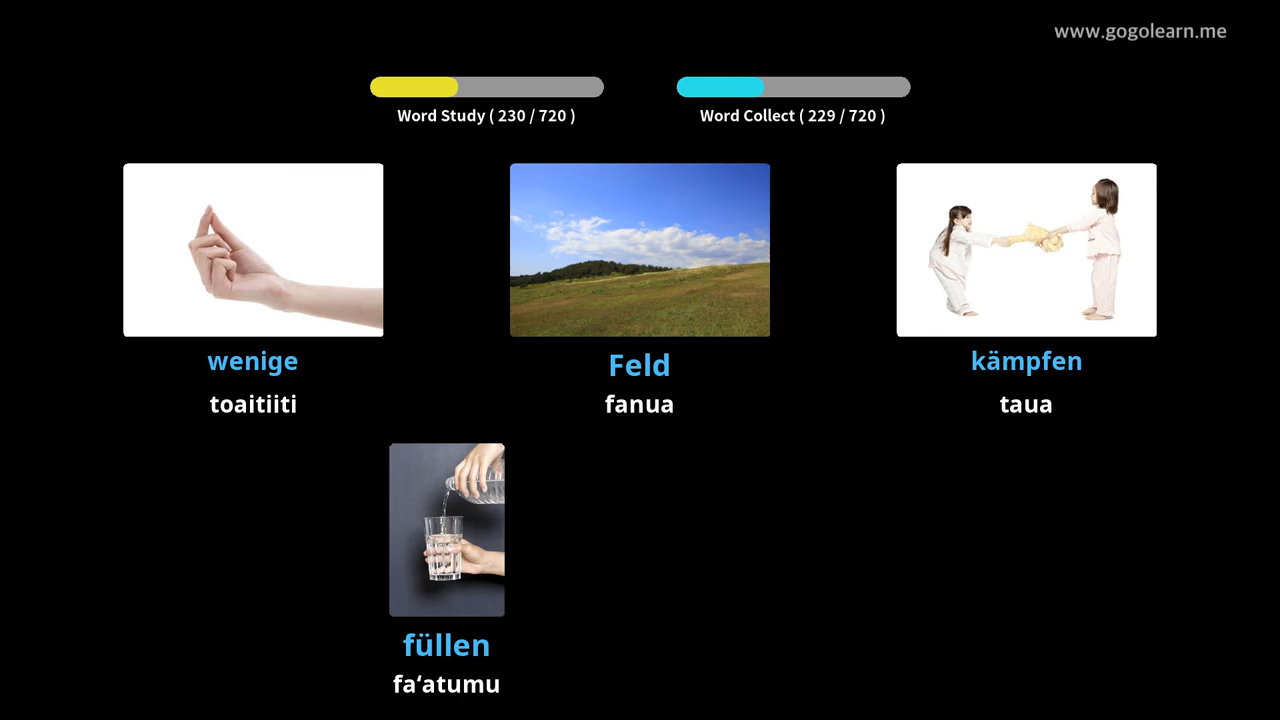 www.gogolearn.me
Word Study ( 230 / 720 )
Word Collect ( 229 / 720 )
wenige
toaitiiti
Feld
fanua
kämpfen
taua
füllen
fa‘atumu